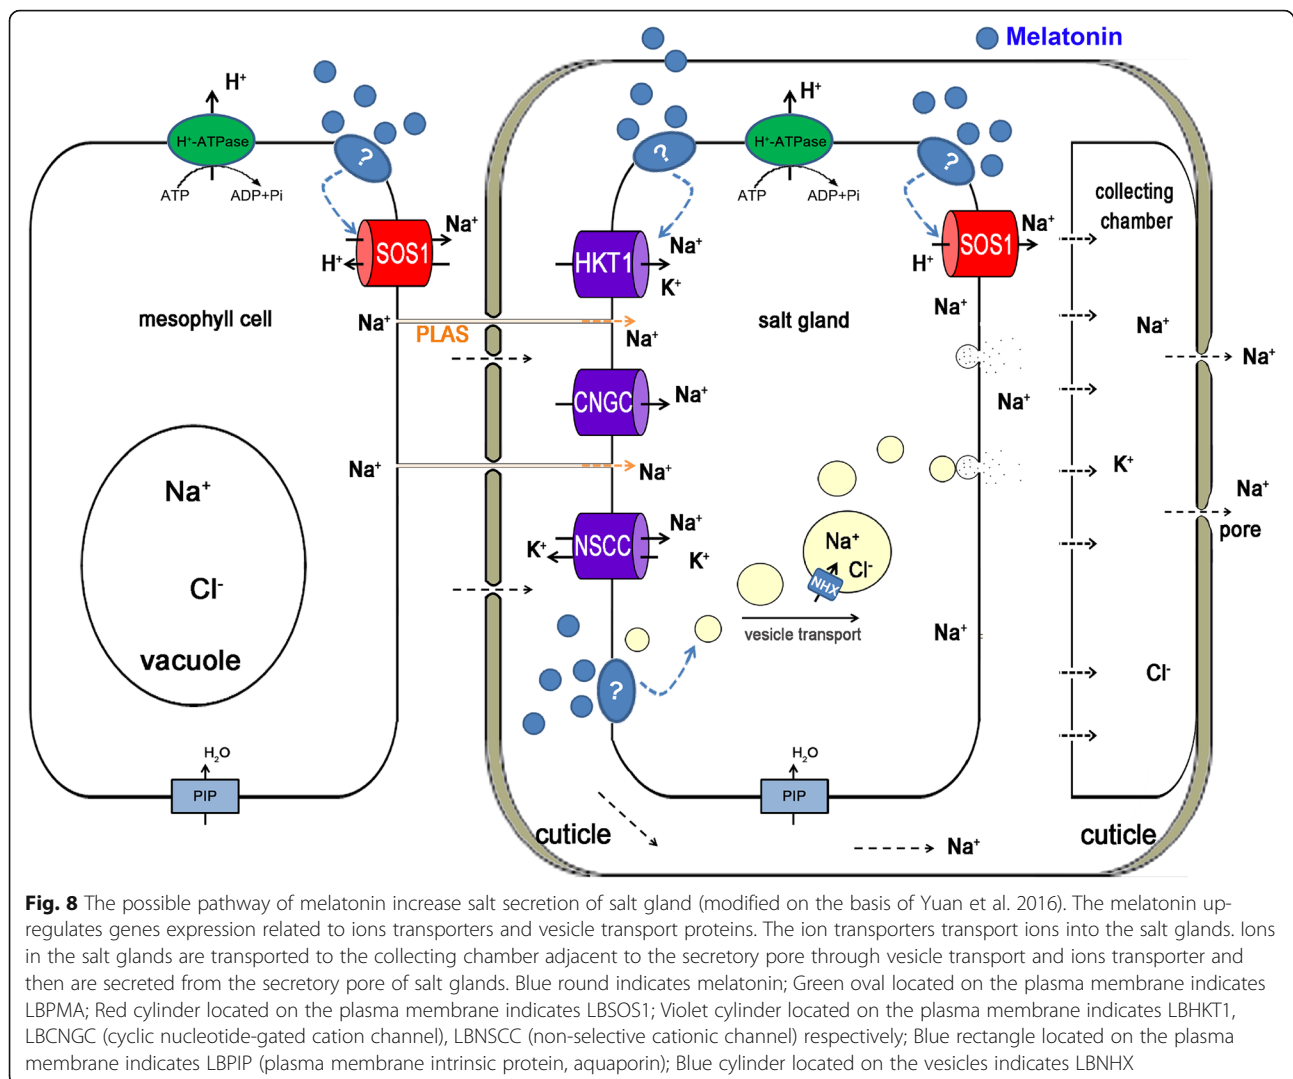 Melatonin
H⁺
H⁺-ATPase
ATP
ADP+Pi
?
SOS1
Na⁺
H⁺
mesophyll cell
Na⁺
PLAS
Na⁺
Na⁺
Na⁺
Cl⁻
vacuole
H₂O
PIP
?
H⁺
H⁺-ATPase
ATP
ADP+Pi
?
HKT1
Na⁺
K⁺
SOS1
Na⁺
H⁺
Na⁺
salt gland
Na⁺
CNGC
Na⁺
Na⁺
Na⁺
NSCC
Na⁺
K⁺
K⁺
Na⁺
Cl⁻
NHX
vesicle transport
Na⁺
?
H₂O
PIP
cuticle
Na⁺
collecting
chamber
Na⁺
K⁺
Cl⁻
Na⁺
Na⁺
pore
cuticle
Fig. 8 The possible pathway of melatonin increase salt secretion of salt gland (modified on the basis of Yuan et al. 2016). The melatonin up-
regulates genes expression related to ions transporters and vesicle transport proteins. The ion transporters transport ions into the salt glands. Ions
in the salt glands are transported to the collecting chamber adjacent to the secretory pore through vesicle transport and ions transporter and
then are secreted from the secretory pore of salt glands. Blue round indicates melatonin; Green oval located on the plasma membrane indicates
LBPMA; Red cylinder located on the plasma membrane indicates LBSOS1; Violet cylinder located on the plasma membrane indicates LBHKT1,
LBCNGC (cyclic nucleotide-gated cation channel), LBNSCC (non-selective cationic channel) respectively; Blue rectangle located on the plasma
membrane indicates LBPIP (plasma membrane intrinsic protein, aquaporin); Blue cylinder located on the vesicles indicates LBNHX